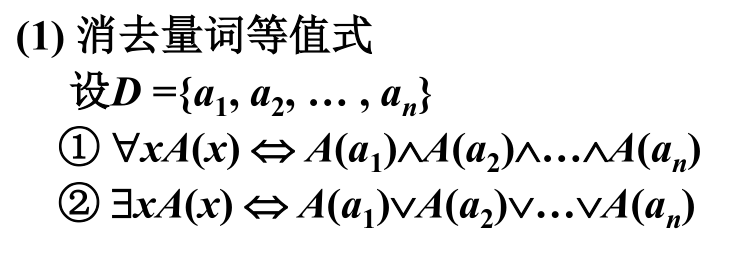 (1) 消去量词等值式
设D ={a₁, a₂, … , aₙ}
① ∀xA(x) ⇔ A(a₁)∧A(a₂)∧…∧A(aₙ)
② ∃xA(x) ⇔ A(a₁)∨A(a₂)∨…∨A(aₙ)